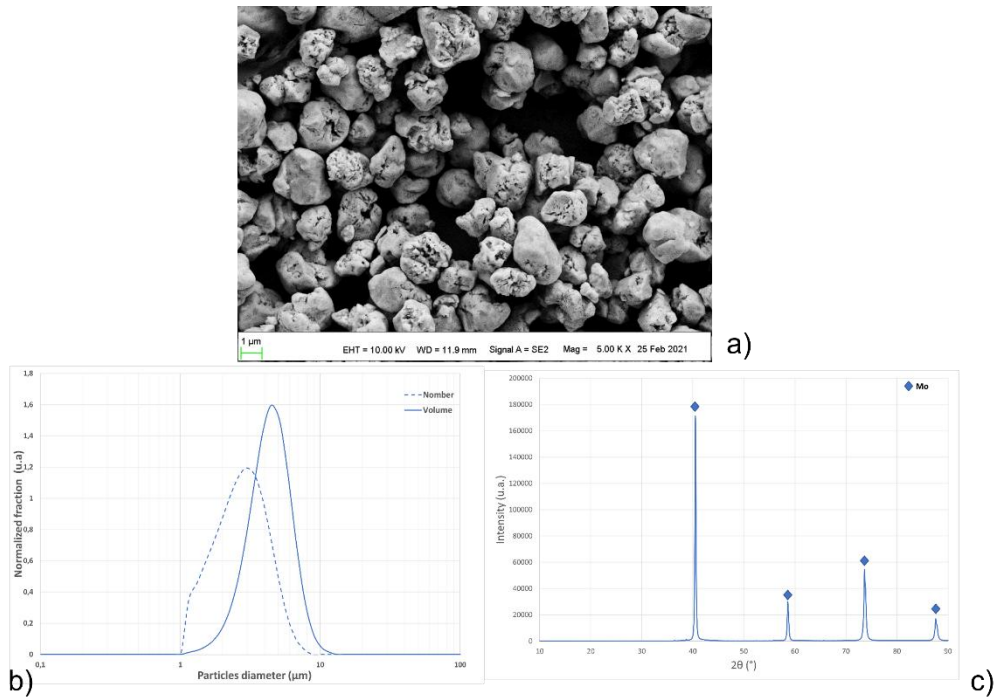 1 µm
EHT = 10.00 kV WD = 11.9 mm Signal A = SE2 Mag = 5.00 K X 25 Feb 2021
a)
1,8
1,6
1,4
1,2
1
0,8
0,6
0,4
0,2
0
Normalized fraction (u.a)
Nomber
Volume
0,1 1 10 100
Particles diameter (µm)
b)
200000
180000
160000
140000
120000
100000
80000
60000
40000
20000
0
Intensity (u.a.)
Mo
10 20 30 40 50 60 70 80 90
2θ (°)
c)